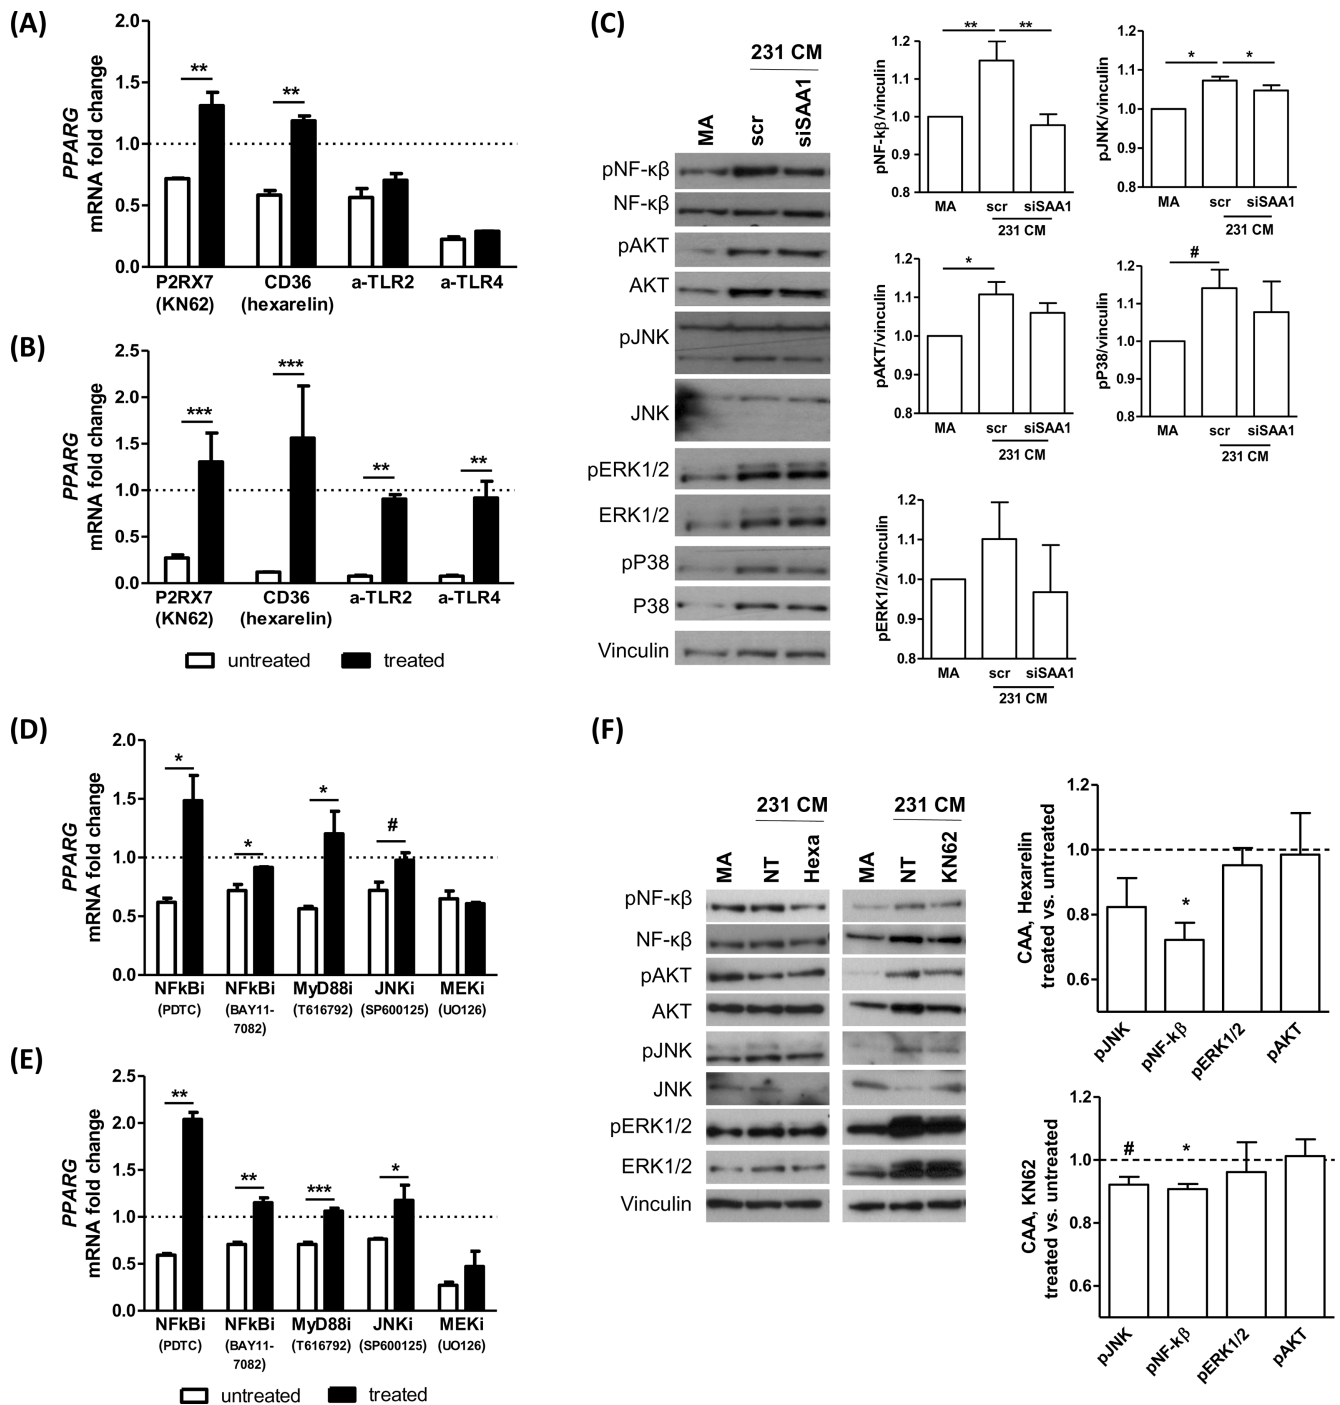 (A)
PPARG
mRNA fold change
2.0
1.5
1.0
0.5
0.0
**
**
P2RX7
(KN62)
CD36
(hexarelin)
a-TLR2
a-TLR4
(B)
PPARG
mRNA fold change
2.5
2.0
1.5
1.0
0.5
0.0
***
***
**
**
P2RX7
(KN62)
CD36
(hexarelin)
a-TLR2
a-TLR4
untreated
treated
(C)
231 CM
MA
scr
siSAA1
pNF-κβ
NF-κβ
pAKT
AKT
pJNK
JNK
pERK1/2
ERK1/2
pP38
P38
Vinculin
pNF-kβ/vinculin
1.2
1.1
1.0
0.9
0.8
**
**
MA
scr
siSAA1
231 CM
pJNK/vinculin
1.2
1.1
1.0
0.9
0.8
*
*
MA
scr
siSAA1
231 CM
pAKT/vinculin
1.2
1.1
1.0
0.9
0.8
*
MA
scr
siSAA1
231 CM
pP38/vinculin
1.2
1.1
1.0
0.9
0.8
#
MA
scr
siSAA1
231 CM
pERK1/2/vinculin
1.2
1.1
1.0
0.9
0.8
MA
scr
siSAA1
231 CM
(D)
PPARG
mRNA fold change
2.0
1.5
1.0
0.5
0.0
*
*
*
#
NFkBi
(PDTC)
NFkBi
(BAY11-
7082)
MyD88i
(T616792)
JNKi
(SP600125)
MEKi
(UO126)
(E)
PPARG
mRNA fold change
2.5
2.0
1.5
1.0
0.5
0.0
**
**
***
*
NFkBi
(PDTC)
NFkBi
(BAY11-
7082)
MyD88i
(T616792)
JNKi
(SP600125)
MEKi
(UO126)
untreated
treated
(F)
231 CM
MA
NT
Hexa
231 CM
MA
NT
KN62
pNF-κβ
NF-κβ
pAKT
AKT
pJNK
JNK
pERK1/2
ERK1/2
Vinculin
CAA, Hexarelin
treated vs. untreated
1.2
1.0
0.8
0.6
*
pJNK
pNF-kβ
pERK1/2
pAKT
CAA, KN62
treated vs. untreated
1.2
1.0
0.8
0.6
#
*
pJNK
pNF-kβ
pERK1/2
pAKT